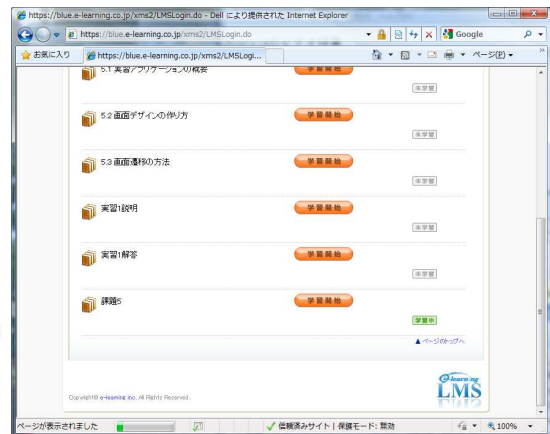 https://blue.e-learning.co.jp/xms2/LMSLogin.do - Dell により提供された Internet Explorer
https://blue.e-learning.co.jp/xms2/LMSLogin.do
Google
お気に入り
https://blue.e-learning.co.jp/xms2/LMSLogi...
ページ(P)
5.1 実習アプリケーションの概要
学習開始
未学習
5.2 画面デザインの作り方
学習開始
未学習
5.3 画面遷移の方法
学習開始
未学習
実習1説明
学習開始
未学習
実習1解答
学習開始
未学習
課題5
学習開始
学習中
▲ ページのトップへ
e-learning
LMS
Copyright© e-learning inc. All Rights Reserved.
ページが表示されました
信頼済みサイト | 保護モード: 無効
100%